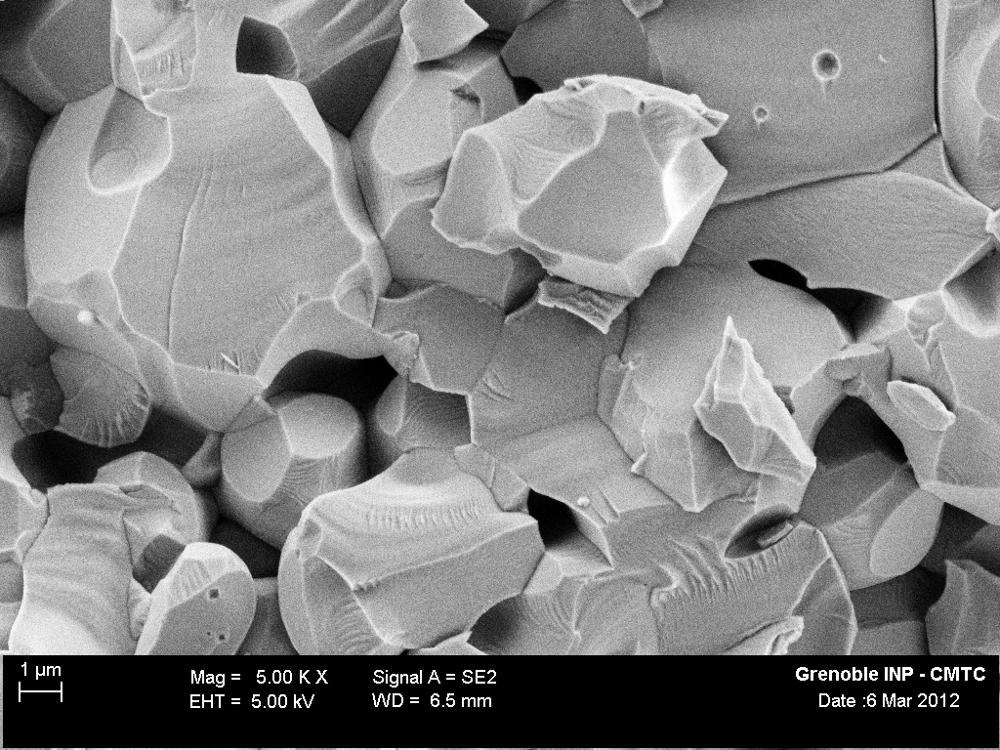 1 µm
Mag = 5.00 K X
EHT = 5.00 kV
Signal A = SE2
WD = 6.5 mm
Grenoble INP - CMTC
Date :6 Mar 2012